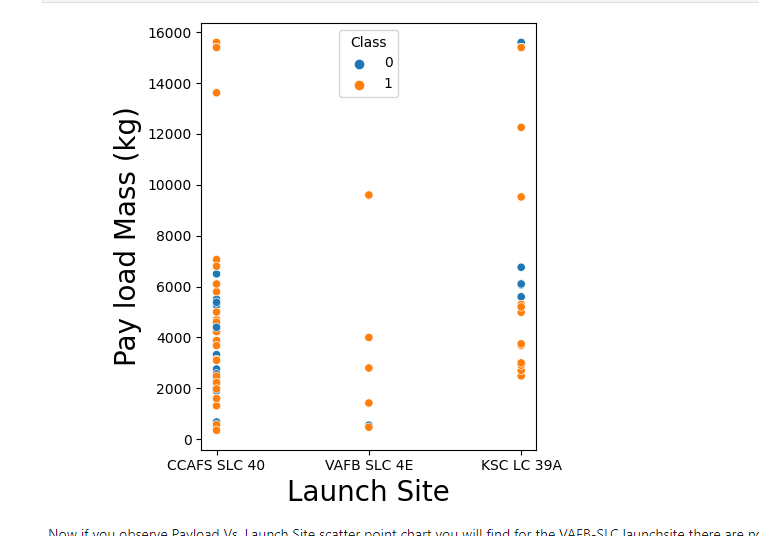 16000
14000
12000
10000
8000
6000
4000
2000
0
Pay load Mass (kg)
Class
0
1
CCAFS SLC 40
VAFB SLC 4E
KSC LC 39A
Launch Site
Now if you observe Payload Vs. Launch Site scatter point chart you will find for the VAFB-SLC launchsite there are no